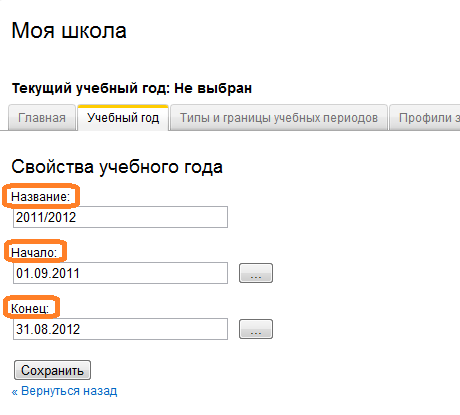 Моя школа
Текущий учебный год: Не выбран
Главная Учебный год Типы и границы учебных периодов Профили з
Свойства учебного года
Название:
2011/2012
Начало:
01.09.2011 ...
Конец:
31.08.2012 ...
Сохранить
« Вернуться назад